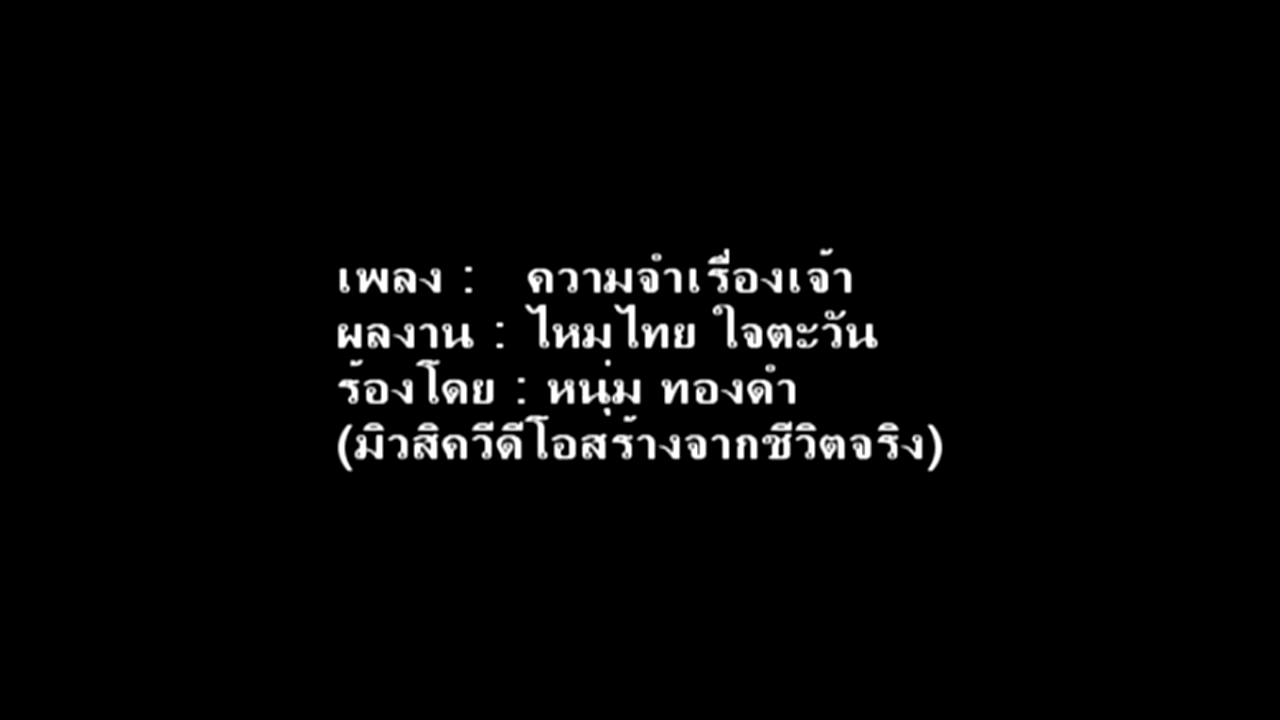 เพลง : ความจำเรื่องเจ้า
ผลงาน : ไหมไทย ใจตะวัน
ร้องโดย : หนุ่ม ทองดำ
(มิวสิควีดีโอสร้างจากชีวิตจริง)